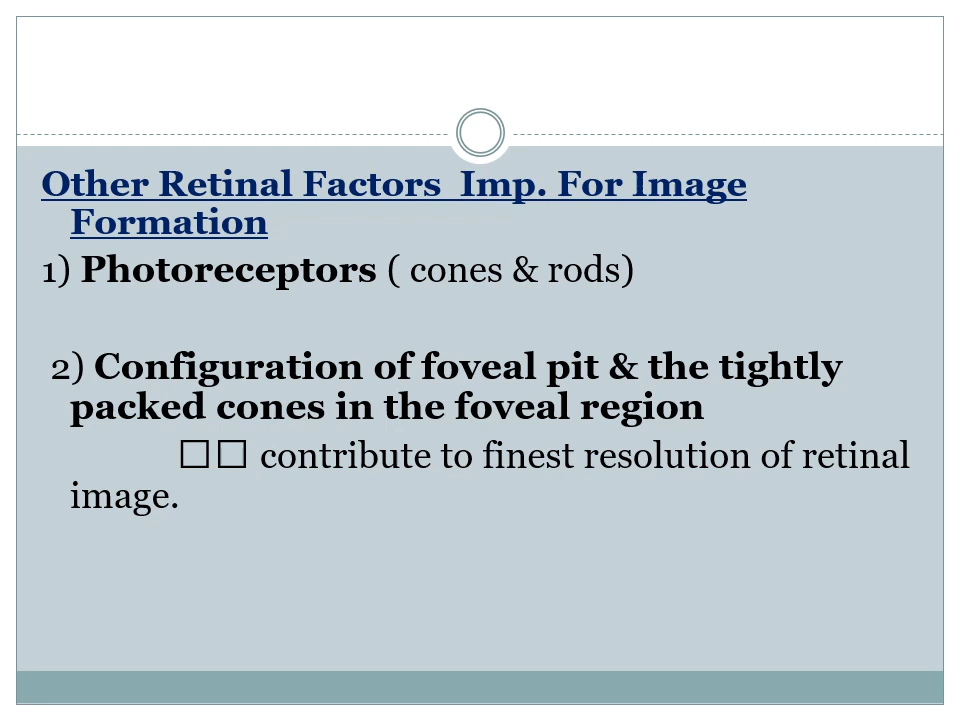 Other Retinal Factors  Imp. For Image
Formation
1) Photoreceptors ( cones & rods)
2) Configuration of foveal pit & the tightly
packed cones in the foveal region
□□ contribute to finest resolution of retinal
image.